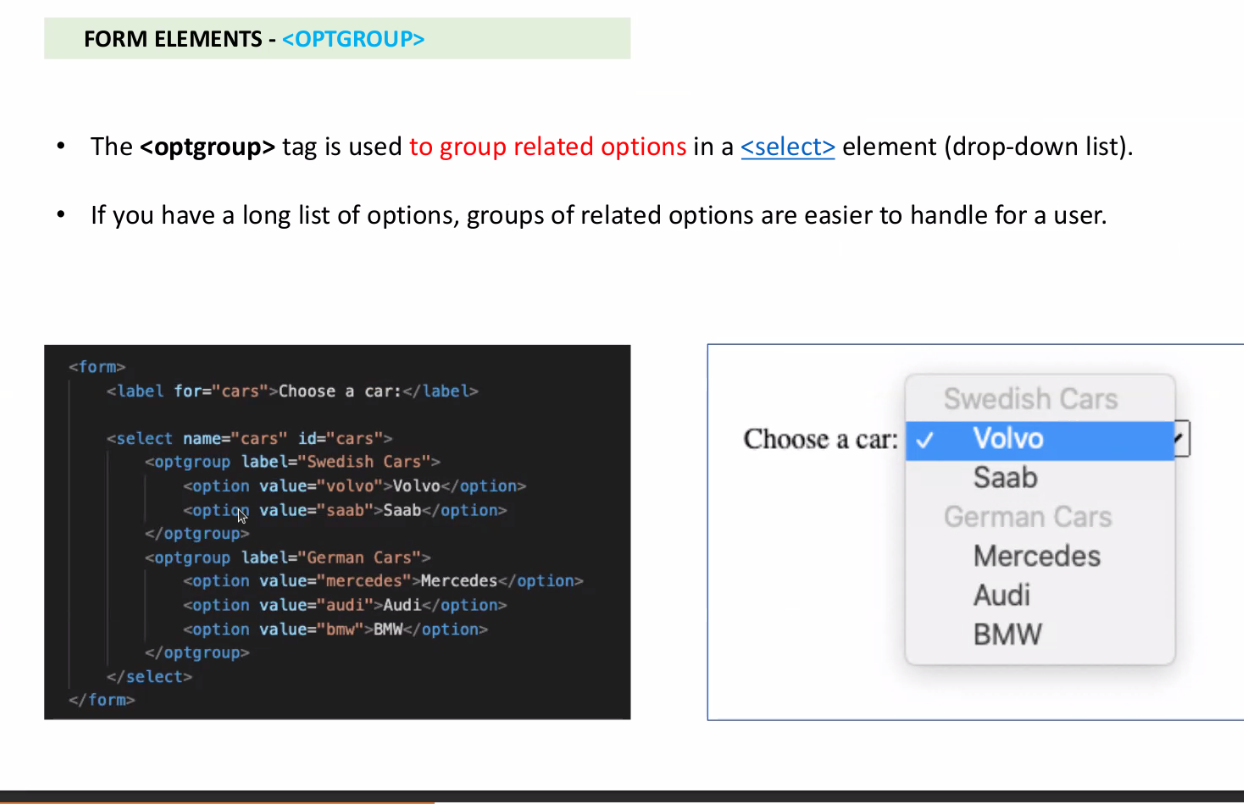 FORM ELEMENTS - <OPTGROUP>
• The <optgroup> tag is used to group related options in a <select> element (drop-down list).
• If you have a long list of options, groups of related options are easier to handle for a user.
<form>
<label for="cars">Choose a car:</label>
<select name="cars" id="cars">
<optgroup label="Swedish Cars">
<option value="volvo">Volvo</option>
<option value="saab">Saab</option>
</optgroup>
<optgroup label="German Cars">
<option value="mercedes">Mercedes</option>
<option value="audi">Audi</option>
<option value="bmw">BMW</option>
</optgroup>
</select>
</form>
Swedish Cars
Choose a car: ✓ Volvo
Saab
German Cars
Mercedes
Audi
BMW